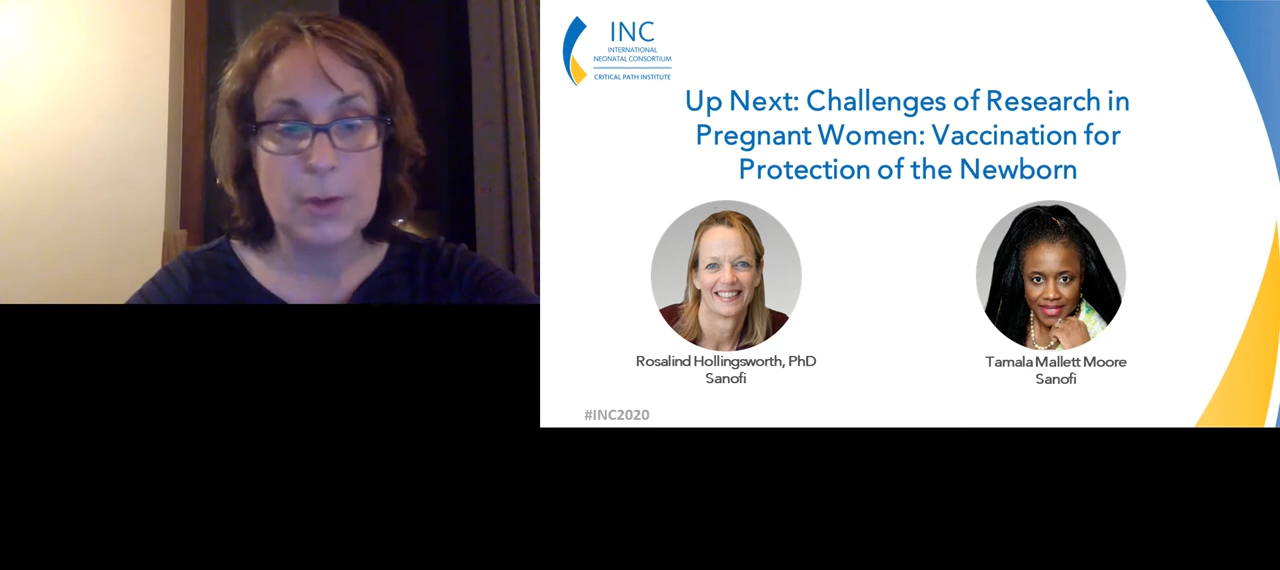 INC
INTERNATIONAL
NEONATAL CONSORTIUM
CRITICAL PATH INSTITUTE
Up Next: Challenges of Research in
Pregnant Women: Vaccination for
Protection of the Newborn
Rosalind Hollingsworth, PhD
Sanofi
Tamala Mallett Moore
Sanofi
#INC2020